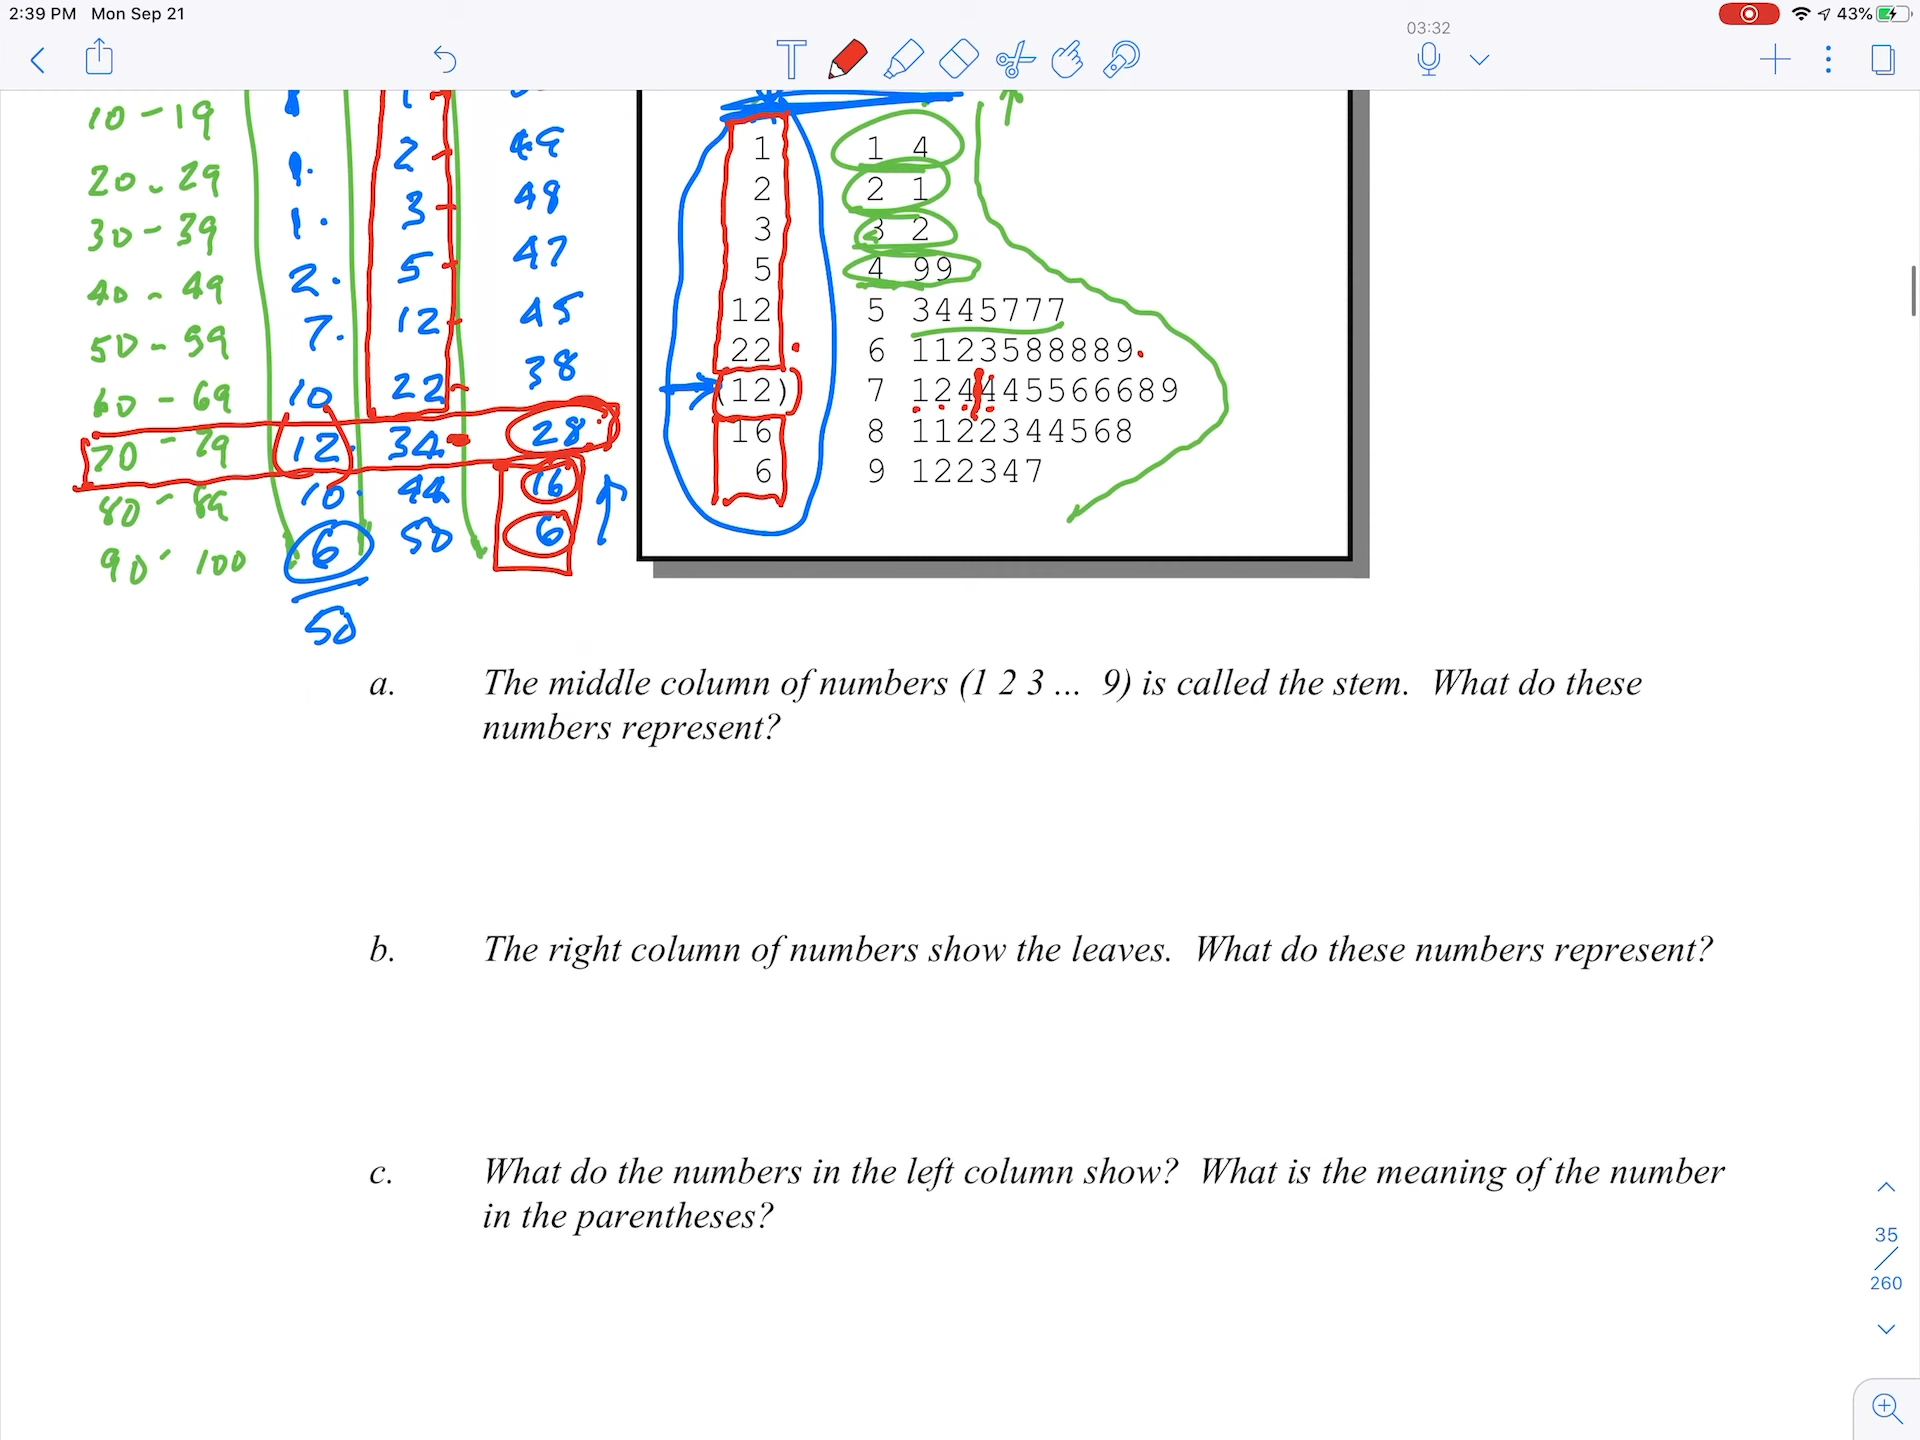 2:39 PM Mon Sep 21
43%
03:32
T
10 - 19
20 - 29 1. 2 49
30 - 39 1. 3 48
40 - 49 2. 5 47
50 - 59 7. 12 45
60 - 69 10 22 38
70 - 79 12. 34 28
80 - 89 10. 44 16
90 - 100 6 50 6
50
1 1 4
2 2 1
3 3 2
5 4 99
12 5 3445777
22 6 1123588889
(12) 7 124445566689
16 8 1122344568
6 9 122347
a. The middle column of numbers (1 2 3 ... 9) is called the stem. What do these
numbers represent?
b. The right column of numbers show the leaves. What do these numbers represent?
c. What do the numbers in the left column show? What is the meaning of the number
in the parentheses?
35
/
260